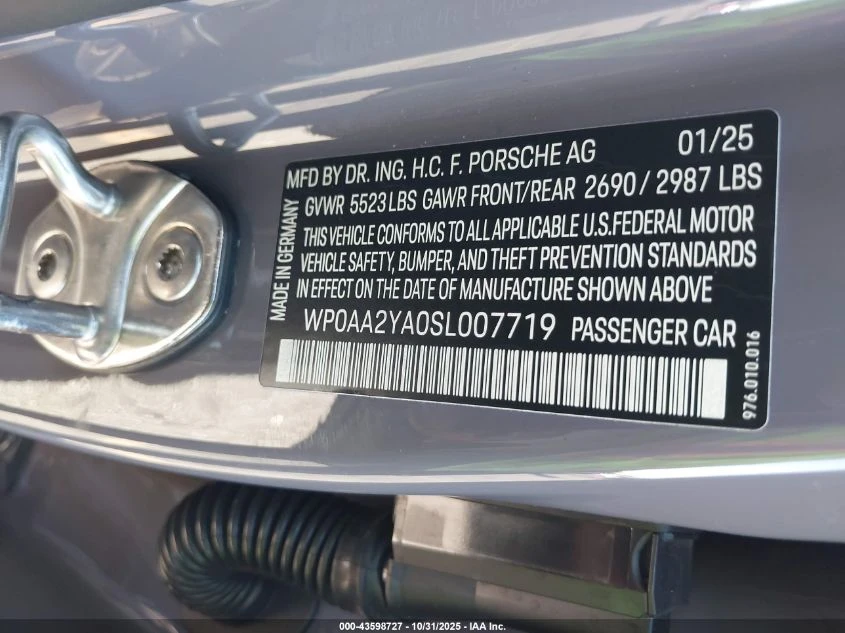 MFD BY DR. ING. H.C. F. PORSCHE AG 01/25
GVWR 5523 LBS GAWR FRONT/REAR 2690 / 2987 LBS
THIS VEHICLE CONFORMS TO ALL APPLICABLE U.S.FEDERAL MOTOR
VEHICLE SAFETY, BUMPER, AND THEFT PREVENTION STANDARDS
IN EFFECT ON THE DATE OF MANUFACTURE SHOWN ABOVE
MADE IN GERMANY
WP0AA2YA0SL007719 PASSENGER CAR
976.010.016
000-43598727 - 10/31/2025 - IAA Inc.